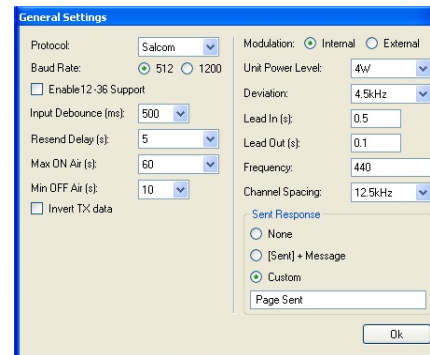 General Settings
Protocol: Salcom
Baud Rate: 512 1200
Enable12-36 Support
Input Debounce (ms): 500
Resend Delay (s): 5
Max ON Air (s): 60
Min OFF Air (s): 10
Invert TX data
Modulation: Internal External
Unit Power Level: 4W
Deviation: 4.5kHz
Lead In (s): 0.5
Lead Out (s): 0.1
Frequency: 440
Channel Spacing: 12.5kHz
Sent Response
None
[Sent] + Message
Custom
Page Sent
Ok